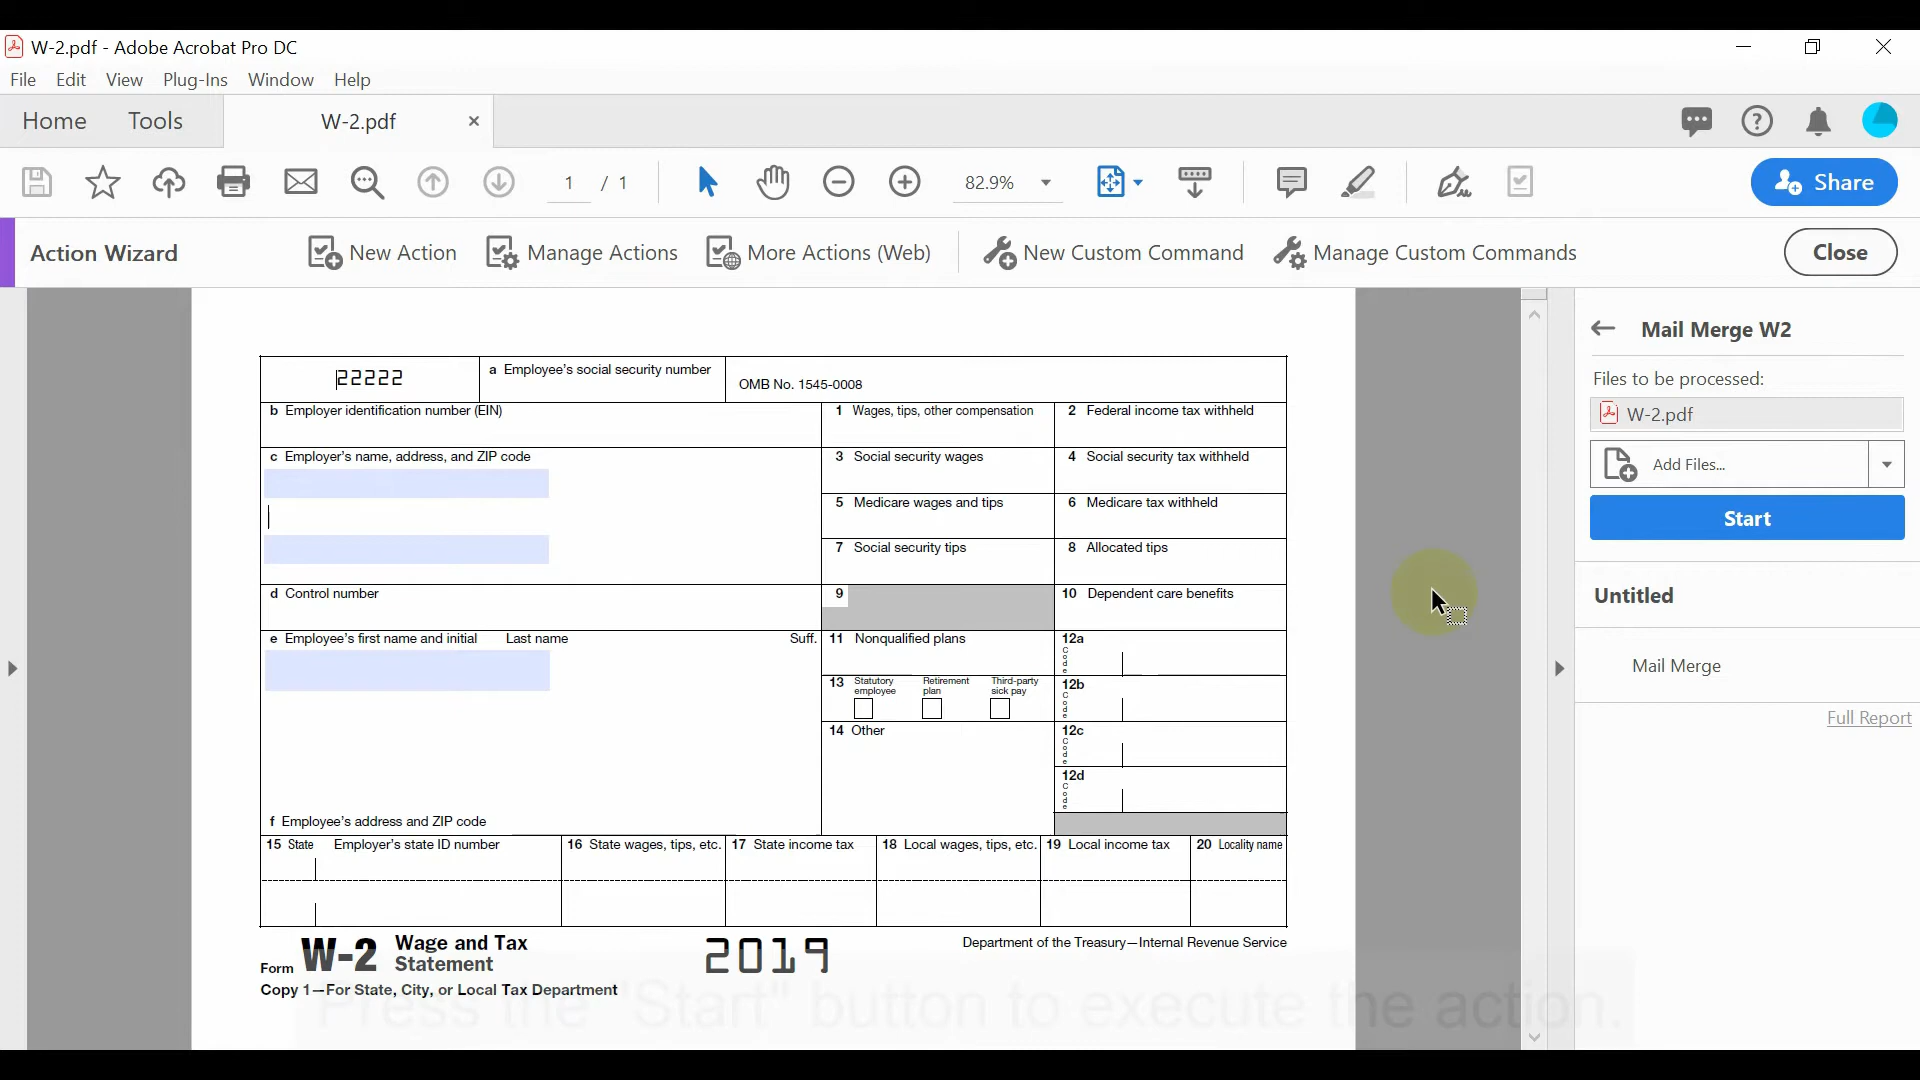 W-2.pdf - Adobe Acrobat Pro DC
File Edit View Plug-Ins Window Help
Home Tools W-2.pdf
1 / 1 82.9% Share
Action Wizard New Action Manage Actions More Actions (Web) New Custom Command Manage Custom Commands Close
Mail Merge W2
Files to be processed:
W-2.pdf
Add Files...
Start
Untitled
Mail Merge
Full Report
22222 a Employee's social security number OMB No. 1545-0008
b Employer identification number (EIN) 1 Wages, tips, other compensation 2 Federal income tax withheld
c Employer's name, address, and ZIP code 3 Social security wages 4 Social security tax withheld
5 Medicare wages and tips 6 Medicare tax withheld
7 Social security tips 8 Allocated tips
d Control number 9 10 Dependent care benefits
e Employee's first name and initial Last name Suff. 11 Nonqualified plans 12a
Code
13 Statutory employee Retirement plan Third-party sick pay 12b
Code
14 Other 12c
Code
12d
Code
f Employee's address and ZIP code
15 State Employer's state ID number 16 State wages, tips, etc. 17 State income tax 18 Local wages, tips, etc. 19 Local income tax 20 Locality name
Form W-2 Wage and Tax Statement 2019 Department of the Treasury—Internal Revenue Service
Copy 1—For State, City, or Local Tax Department
Press the "Start" button to execute the action.